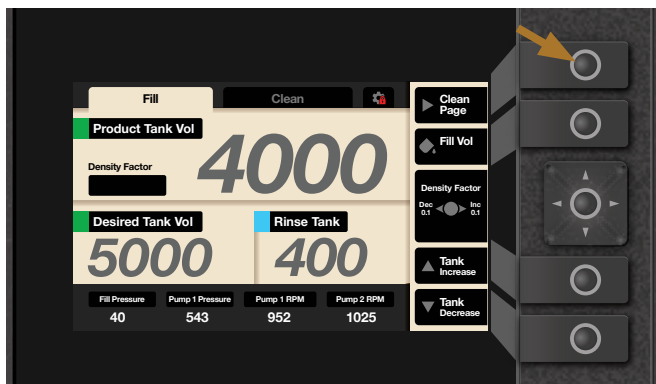 Fill
Clean
Product Tank Vol
4000
Density Factor
Desired Tank Vol
5000
Rinse Tank
400
Fill Pressure
Pump 1 Pressure
Pump 1 RPM
Pump 2 RPM
40
543
952
1025
Clean
Page
Fill Vol
Density Factor
Dec Inc
0.1 0.1
Tank
Increase
Tank
Decrease